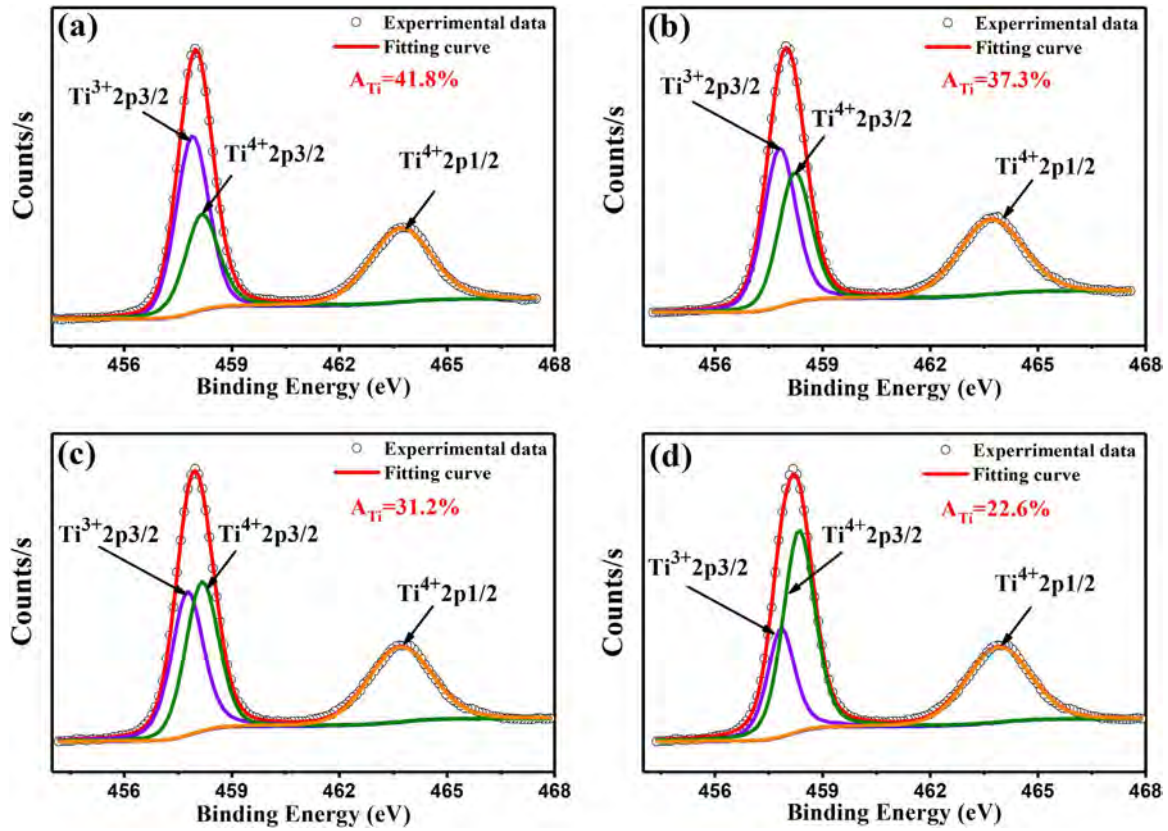 (a)
Experimental data
Fitting curve
A_Ti=41.8%
Ti³⁺2p3/2
Ti⁴⁺2p3/2
Ti⁴⁺2p1/2
Counts/s
456 459 462 465 468
Binding Energy (eV)
(b)
Experimental data
Fitting curve
A_Ti=37.3%
Ti³⁺2p3/2
Ti⁴⁺2p3/2
Ti⁴⁺2p1/2
Counts/s
456 459 462 465 468
Binding Energy (eV)
(c)
Experrimental data
Fitting curve
A_Ti=31.2%
Ti³⁺2p3/2
Ti⁴⁺2p3/2
Ti⁴⁺2p1/2
Counts/s
456 459 462 465 468
Binding Energy (eV)
(d)
Experimental data
Fitting curve
A_Ti=22.6%
Ti⁴⁺2p3/2
Ti³⁺2p3/2
Ti⁴⁺2p1/2
Counts/s
456 459 462 465 468
Binding Energy (eV)